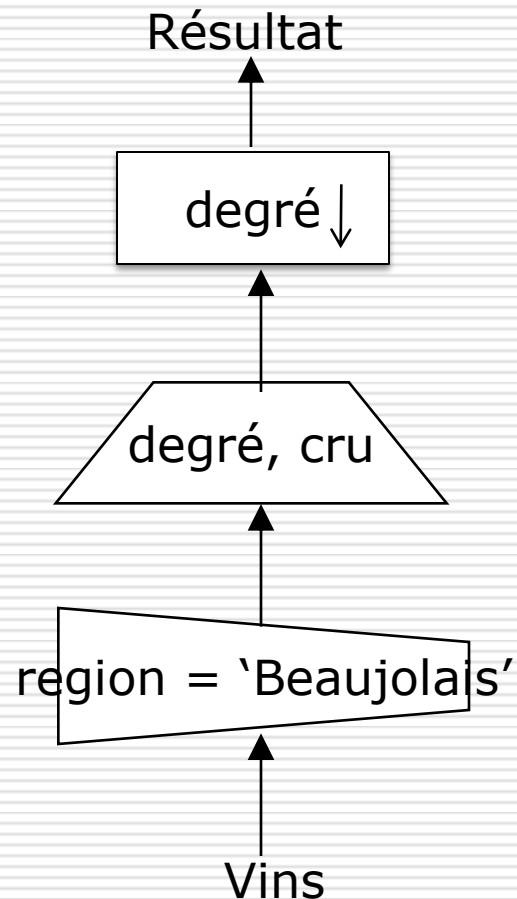 Résultat
degré
degré, cru
region = ‘Beaujolais’
Vins